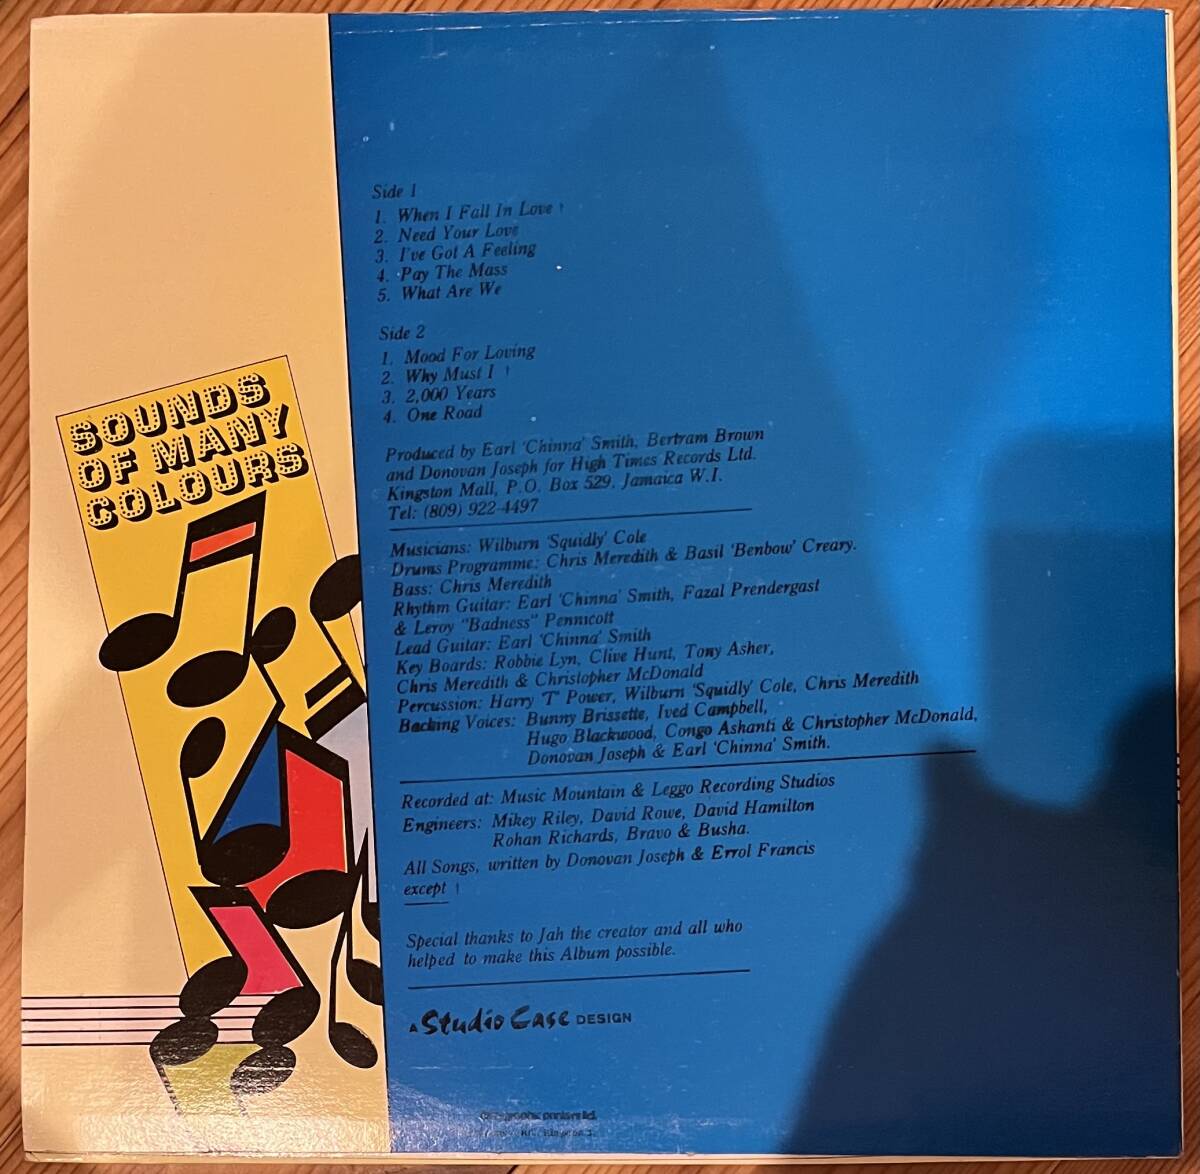 SOUNDS
OF MANY
COLOURS
Side 1
1. When I Fall In Love †
2. Need Your Love
3. I've Got A Feeling
4. Pay The Mass
5. What Are We
Side 2
1. Mood For Loving
2. Why Must I †
3. 2,000 Years
4. One Road
Produced by Earl 'Chinna' Smith, Bertram Brown
and Donovan Joseph for High Times Records Ltd.
Kingston Mall, P.O. Box 529. Jamaica W.I.
Tel: (809) 922-4497
Musicians: Wilburn 'Squidly' Cole
Drums Programme: Chris Meredith & Basil 'Benbow' Creary.
Bass: Chris Meredith
Rhythm Guitar: Earl 'Chinna' Smith, Fazal Prendergast
& Leroy "Badness" Pennicott
Lead Guitar: Earl 'Chinna' Smith
Key Boards: Robbie Lyn, Clive Hunt, Tony Asher,
Chris Meredith & Christopher McDonald
Percussion: Harry 'T' Power, Wilburn 'Squidly' Cole, Chris Meredith
Backing Voices: Bunny Brissette, Ived Campbell,
Hugo Blackwood, Congo Ashanti & Christopher McDonald,
Donovan Joseph & Earl 'Chinna' Smith.
Recorded at: Music Mountain & Leggo Recording Studios
Engineers: Mikey Riley, David Rowe, David Hamilton
Rohan Richards, Bravo & Busha.
All Songs, written by Donovan Joseph & Errol Francis
except †
Special thanks to Jah the creator and all who
helped to make this Album possible.
A Studio Case DESIGN